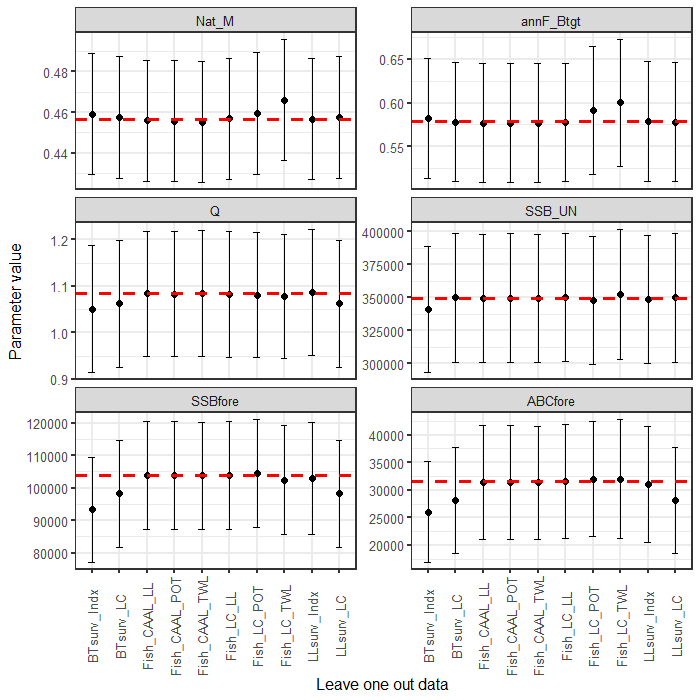 Nat_M
annF_Btgt
0.48
0.46
0.44
0.65
0.60
0.55
Q
SSB_UN
1.2
1.1
1.0
0.9
400000
375000
350000
325000
300000
SSBfore
ABCfore
120000
110000
100000
90000
80000
40000
35000
30000
25000
20000
Parameter value
BTsurv_Indx
BTsurv_LC
Fish_CAAL_LL
Fish_CAAL_POT
Fish_CAAL_TWL
Fish_LC_LL
Fish_LC_POT
Fish_LC_TWL
LLsurv_Indx
LLsurv_LC
BTsurv_Indx
BTsurv_LC
Fish_CAAL_LL
Fish_CAAL_POT
Fish_CAAL_TWL
Fish_LC_LL
Fish_LC_POT
Fish_LC_TWL
LLsurv_Indx
LLsurv_LC
Leave one out data